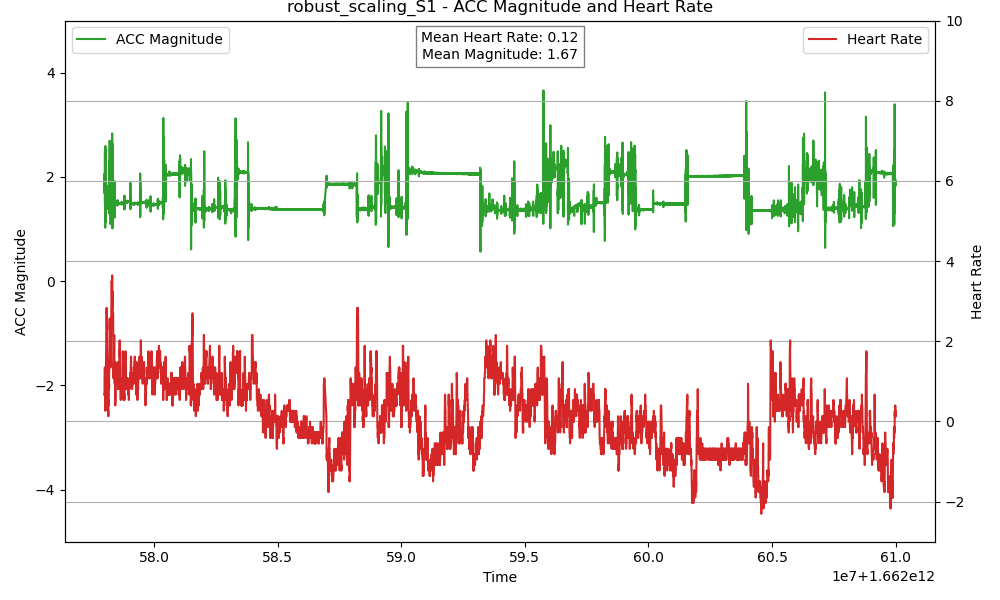 robust_scaling_S1 - ACC Magnitude and Heart Rate
ACC Magnitude
Mean Heart Rate: 0.12
Mean Magnitude: 1.67
Heart Rate
4
2
0
−2
−4
ACC Magnitude
10
8
6
4
2
0
−2
Heart Rate
58.0
58.5
59.0
59.5
60.0
60.5
61.0
Time
1e7+1.662e12